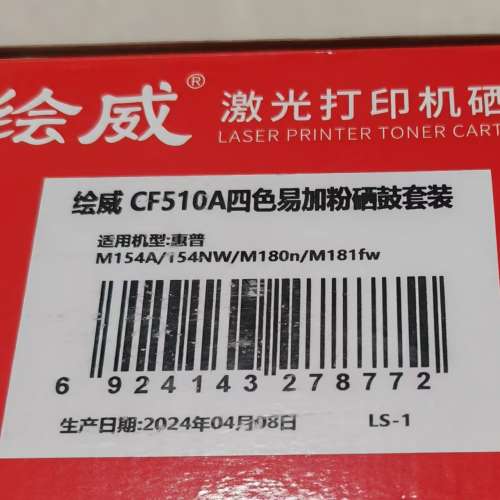 绘威®
激光打印机硒
LASER PRINTER TONER CART
绘威 CF510A四色易加粉硒鼓套装
适用机型:惠普
M154A/154NW/M180n/M181fw
6 924143 278772
生产日期:2024年04月08日 LS-1